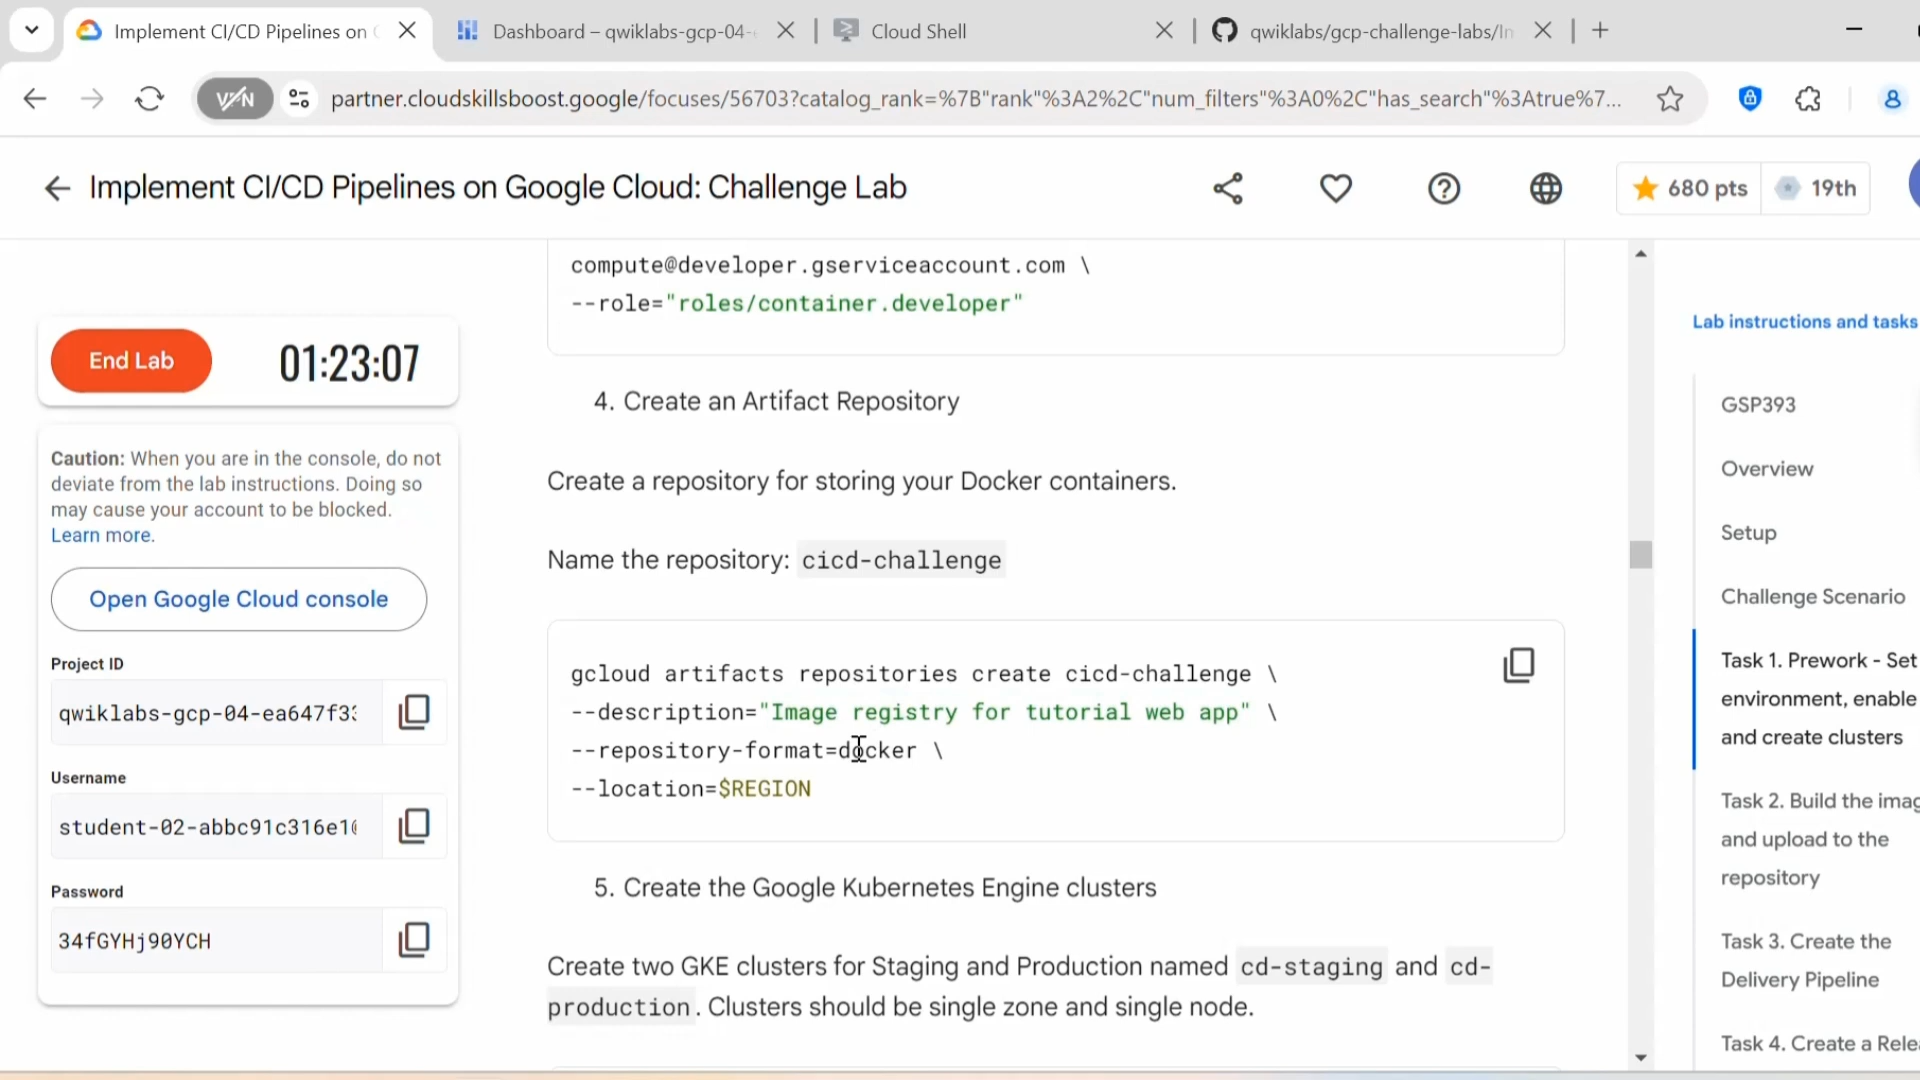 Implement CI/CD Pipelines on
Dashboard – qwiklabs-gcp-04-
Cloud Shell
qwiklabs/gcp-challenge-labs/In
VPN
partner.cloudskillsboost.google/focuses/56703?catalog_rank=%7B"rank"%3A2%2C"num_filters"%3A0%2C"has_search"%3Atrue%7...
Implement CI/CD Pipelines on Google Cloud: Challenge Lab
680 pts
19th
End Lab
01:23:07
Caution: When you are in the console, do not
deviate from the lab instructions. Doing so
may cause your account to be blocked.
Learn more.
Open Google Cloud console
Project ID
qwiklabs-gcp-04-ea647f33
Username
student-02-abbc91c316e1
Password
34fGYHj90YCH
compute@developer.gserviceaccount.com \
--role="roles/container.developer"
4. Create an Artifact Repository
Create a repository for storing your Docker containers.
Name the repository: cicd-challenge
gcloud artifacts repositories create cicd-challenge \
--description="Image registry for tutorial web app" \
--repository-format=docker \
--location=$REGION
5. Create the Google Kubernetes Engine clusters
Create two GKE clusters for Staging and Production named cd-staging and cd-
production. Clusters should be single zone and single node.
Lab instructions and tasks
GSP393
Overview
Setup
Challenge Scenario
Task 1. Prework - Set
environment, enable
and create clusters
Task 2. Build the imag
and upload to the
repository
Task 3. Create the
Delivery Pipeline
Task 4. Create a Rele